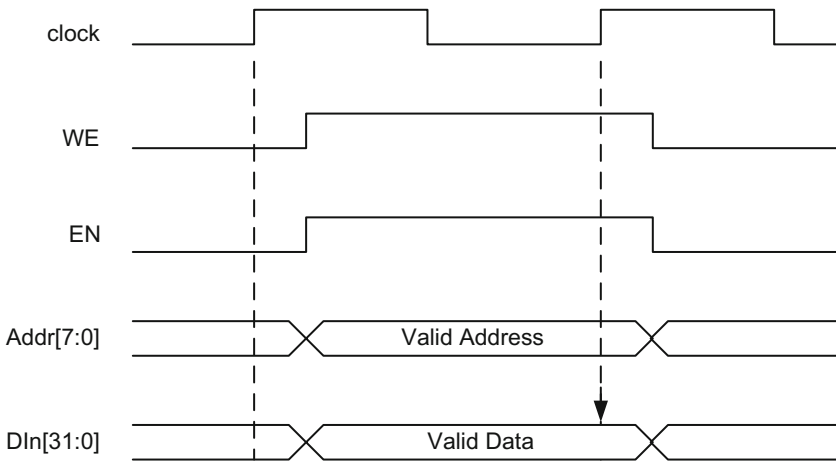 clock
WE
EN
Addr[7:0] Valid Address
DIn[31:0] Valid Data